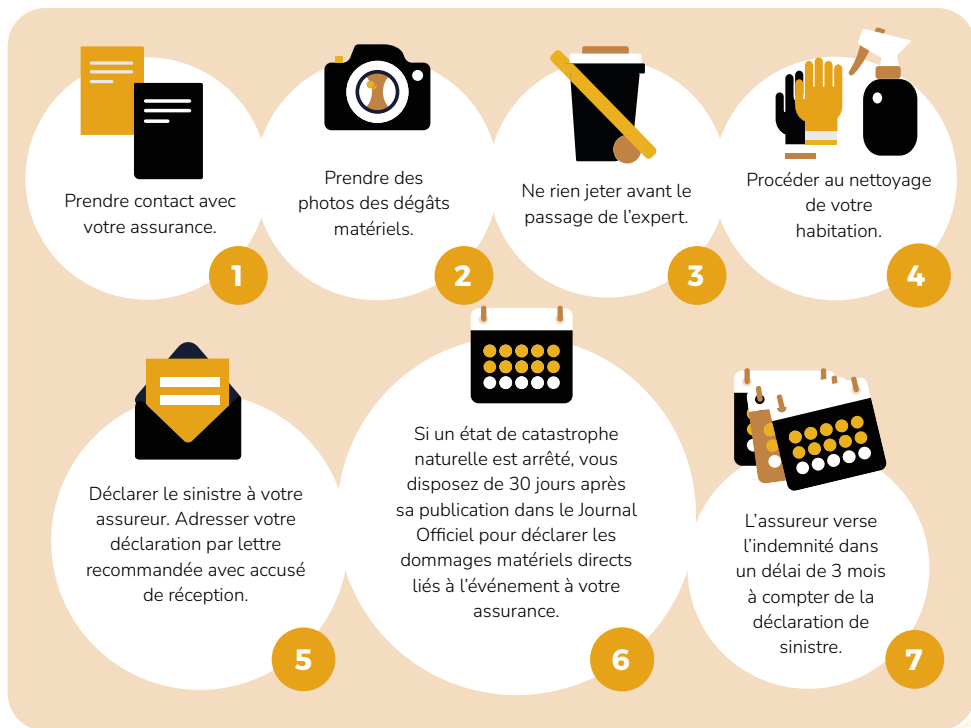 Prendre contact avec
votre assurance.
1
Prendre des
photos des dégâts
matériels.
2
Ne rien jeter avant le
passage de l’expert.
3
Procéder au nettoyage
de votre
habitation.
4
Déclarer le sinistre à votre
assureur. Adresser votre
déclaration par lettre
recommandée avec accusé
de réception.
5
Si un état de catastrophe
naturelle est arrêté, vous
disposez de 30 jours après
sa publication dans le Journal
Officiel pour déclarer les
dommages matériels directs
liés à l’événement à votre
assurance.
6
L’assureur verse
l’indemnité dans
un délai de 3 mois
à compter de la
déclaration de
sinistre.
7